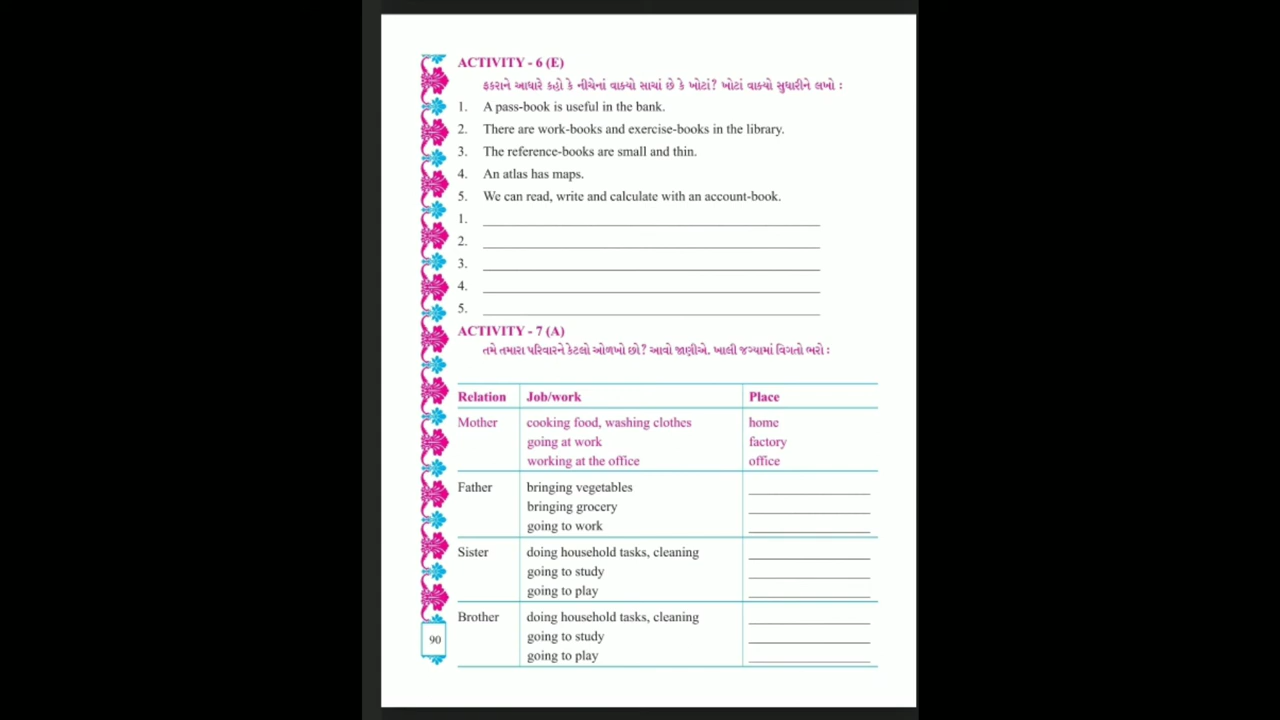 ACTIVITY - 6 (E)
ફકરાને આધારે કહો કે નીચેનાં વાક્યો સાચાં છે કે ખોટાં? ખોટાં વાક્યો સુધારીને લખો :
1. A pass-book is useful in the bank.
2. There are work-books and exercise-books in the library.
3. The reference-books are small and thin.
4. An atlas has maps.
5. We can read, write and calculate with an account-book.
1.
2.
3.
4.
5.
ACTIVITY - 7 (A)
તમે તમારા પરિવારને કેટલો ઓળખો છો? આવો જાણીએ. ખાલી જગ્યામાં વિગતો ભરો :
Relation Job/work Place
Mother cooking food, washing clothes home
going at work factory
working at the office office
Father bringing vegetables
bringing grocery
going to work
Sister doing household tasks, cleaning
going to study
going to play
Brother doing household tasks, cleaning
going to study
going to play
90